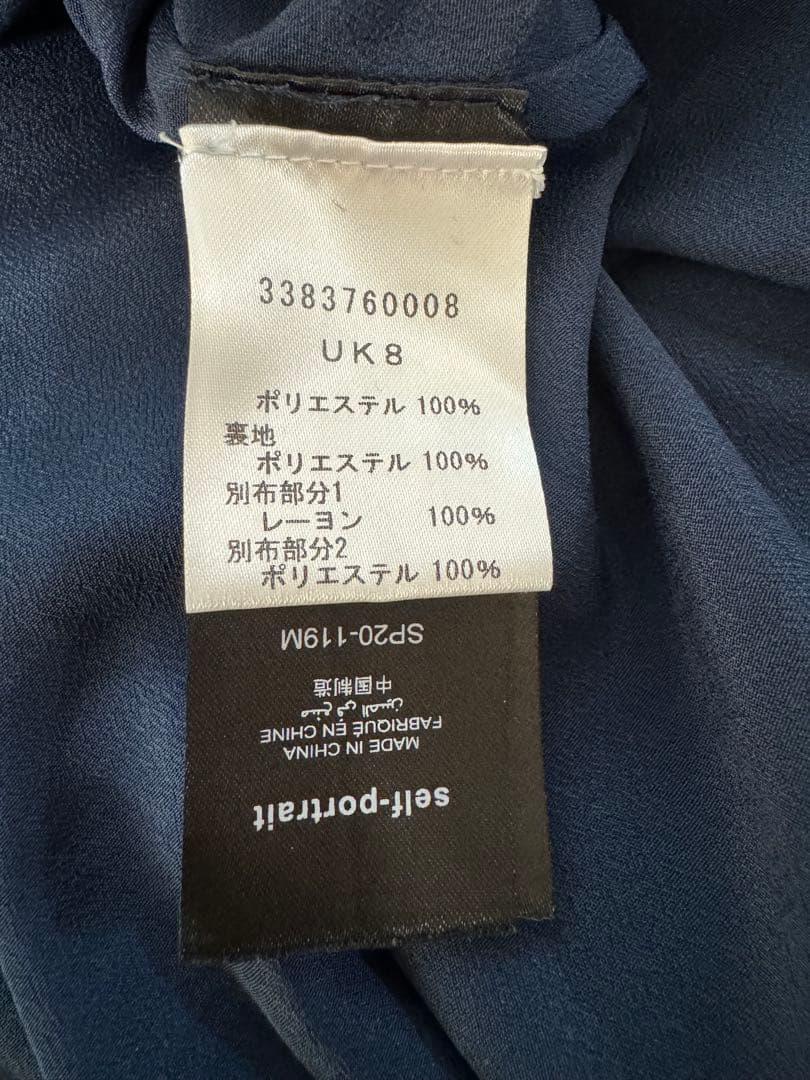 3383760008
UK8
ポリエステル 100%
裏地
ポリエステル 100%
別布部分1
レーヨン 100%
別布部分2
ポリエステル 100%
self-portrait
MADE IN CHINA
FABRIQUÉ EN CHINE
صنع في الصين
中国制造
SP20-119M